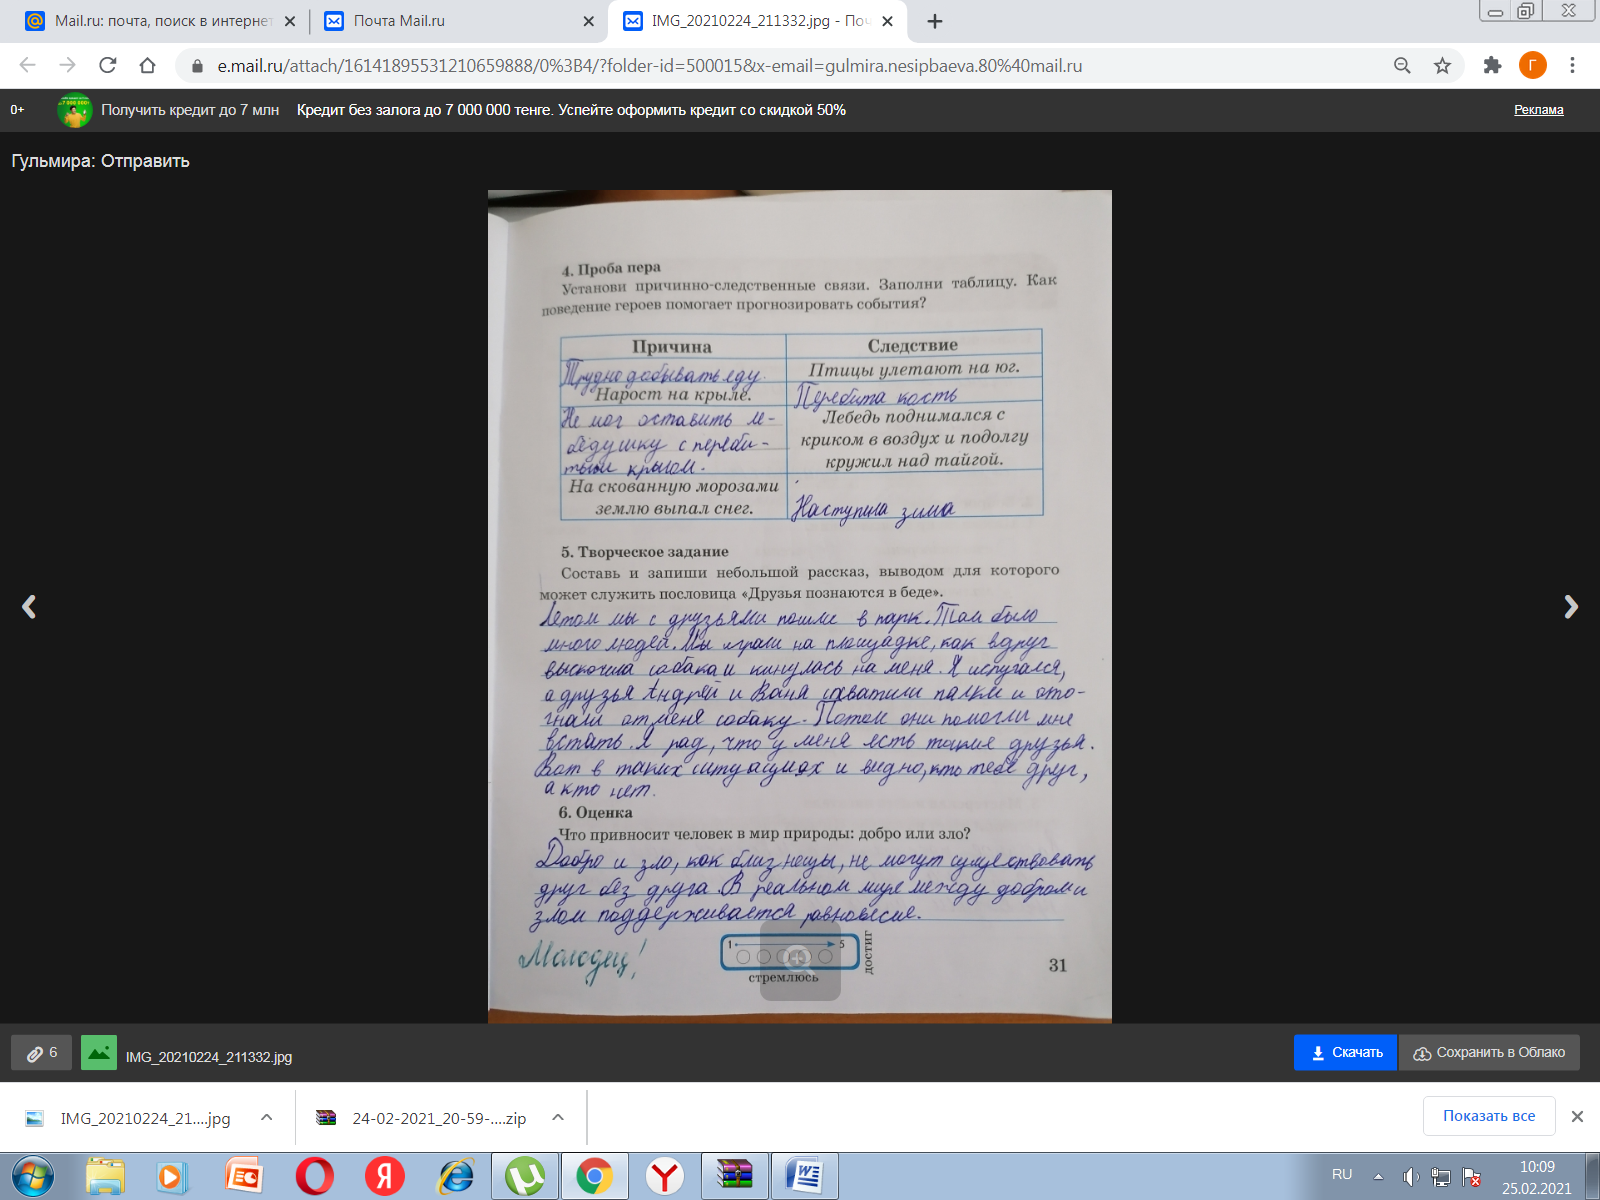 Mail.ru: почта, поиск в интернет
Почта Mail.ru
IMG_20210224_211332.jpg - Поч
e.mail.ru/attach/16141895531210659888/0%3B4/?folder-id=500015&x-email=gulmira.nesipbaeva.80%40mail.ru
Г
0+
Получить кредит до 7 млн
Кредит без залога до 7 000 000 тенге. Успейте оформить кредит со скидкой 50%
Реклама
Гульмира: Отправить
4. Проба пера
Установи причинно-следственные связи. Заполни таблицу. Как
поведение героев помогает прогнозировать события?
Причина
Следствие
Трудно добывать еду.
Птицы улетают на юг.
Нарост на крыле.
Перебита кость
Не мог оставить ле-
бёдушку с переби-
тым крылом.
Лебедь поднимался с
криком в воздух и подолгу
кружил над тайгой.
На скованную морозами
землю выпал снег.
Наступила зима
5. Творческое задание
Составь и запиши небольшой рассказ, выводом для которого
может служить пословица «Друзья познаются в беде».
Летом мы с друзьями пошли в парк. Там было
много людей. Мы играли на площадке, как вдруг
выскочила собака и кинулась на меня. Я испугался,
а друзья Андрей и Ваня схватили палки и ото-
гнали от меня собаку. Потом они помогли мне
встать. Я рад, что у меня есть такие друзья.
Вот в таких ситуациях и видно, кто тебе друг,
а кто нет.
6. Оценка
Что привносит человек в мир природы: добро или зло?
Добро и зло, как близнецы, не могут существовать
друг без друга. В реальном мире между добром и
злом поддерживается равновесие.
Молодец!
1
5
достиг
стремлюсь
31
6
IMG_20210224_211332.jpg
Скачать
Сохранить в Облако
IMG_20210224_21....jpg
24-02-2021_20-59-....zip
Показать все
RU
10:09
25.02.2021